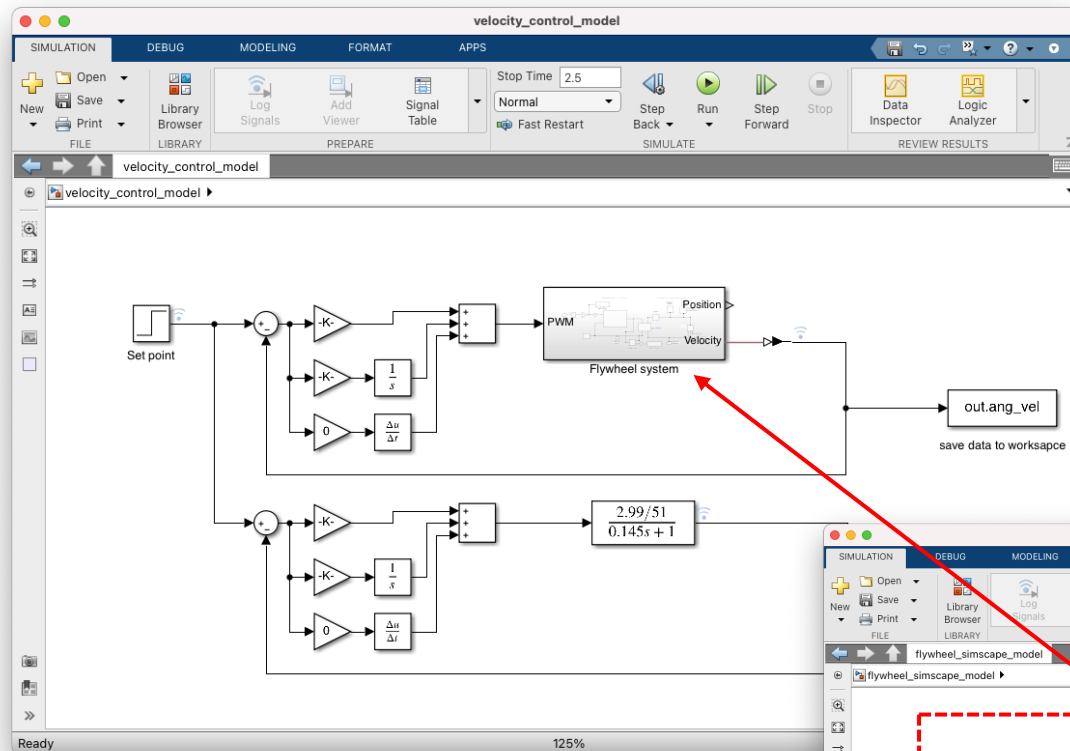 velocity_control_model
SIMULATION DEBUG MODELING FORMAT APPS
New Open Save Print
FILE
Library Browser
LIBRARY
Log Signals Add Viewer Signal Table
PREPARE
Stop Time 2.5
Normal
Fast Restart
Step Back Run Step Forward Stop
SIMULATE
Data Inspector Logic Analyzer
REVIEW RESULTS
velocity_control_model
velocity_control_model
Set point
+ -
-K-
-K- 1/s
0 Δu/Δt
+
+
+
PWM Position
Velocity
Flywheel system
out.ang_vel
save data to worksapce
+ -
-K-
-K- 1/s
0 Δu/Δt
+
+
+
2.99/51
0.145s + 1
SIMULATION DEBUG MODELING
New Open Save Print
FILE
Library Browser
LIBRARY
Log Signals
flywheel_simscape_model
flywheel_simscape_model
Ready 125%